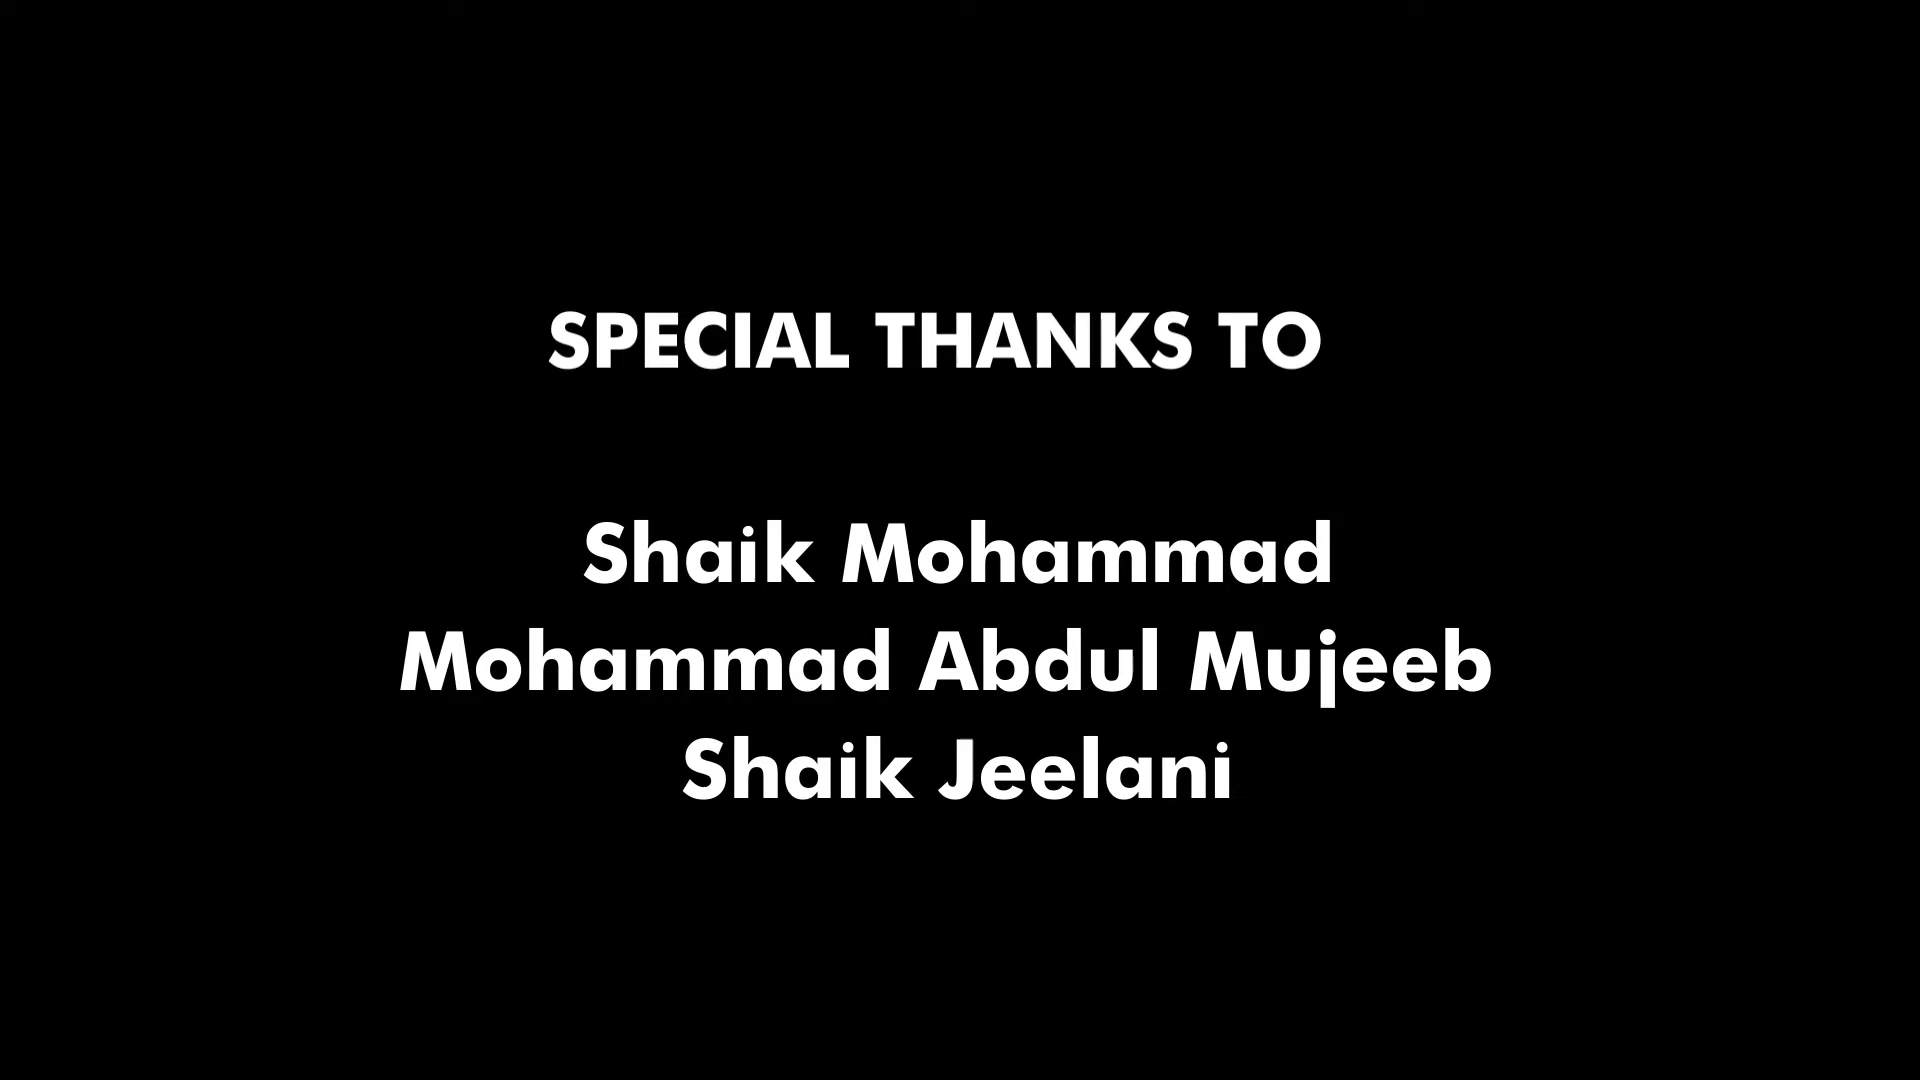 SPECIAL THANKS TO
Shaik Mohammad
Mohammad Abdul Mujeeb
Shaik Jeelani